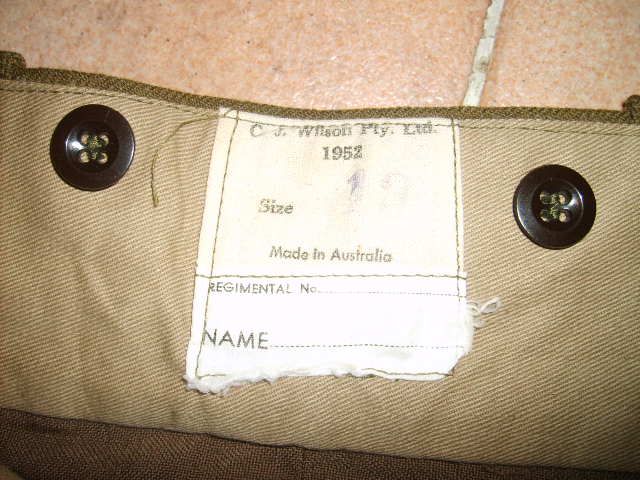 C. J. Wilson Pty. Ltd.
1952
Size
Made in Australia
REGIMENTAL No.
NAME